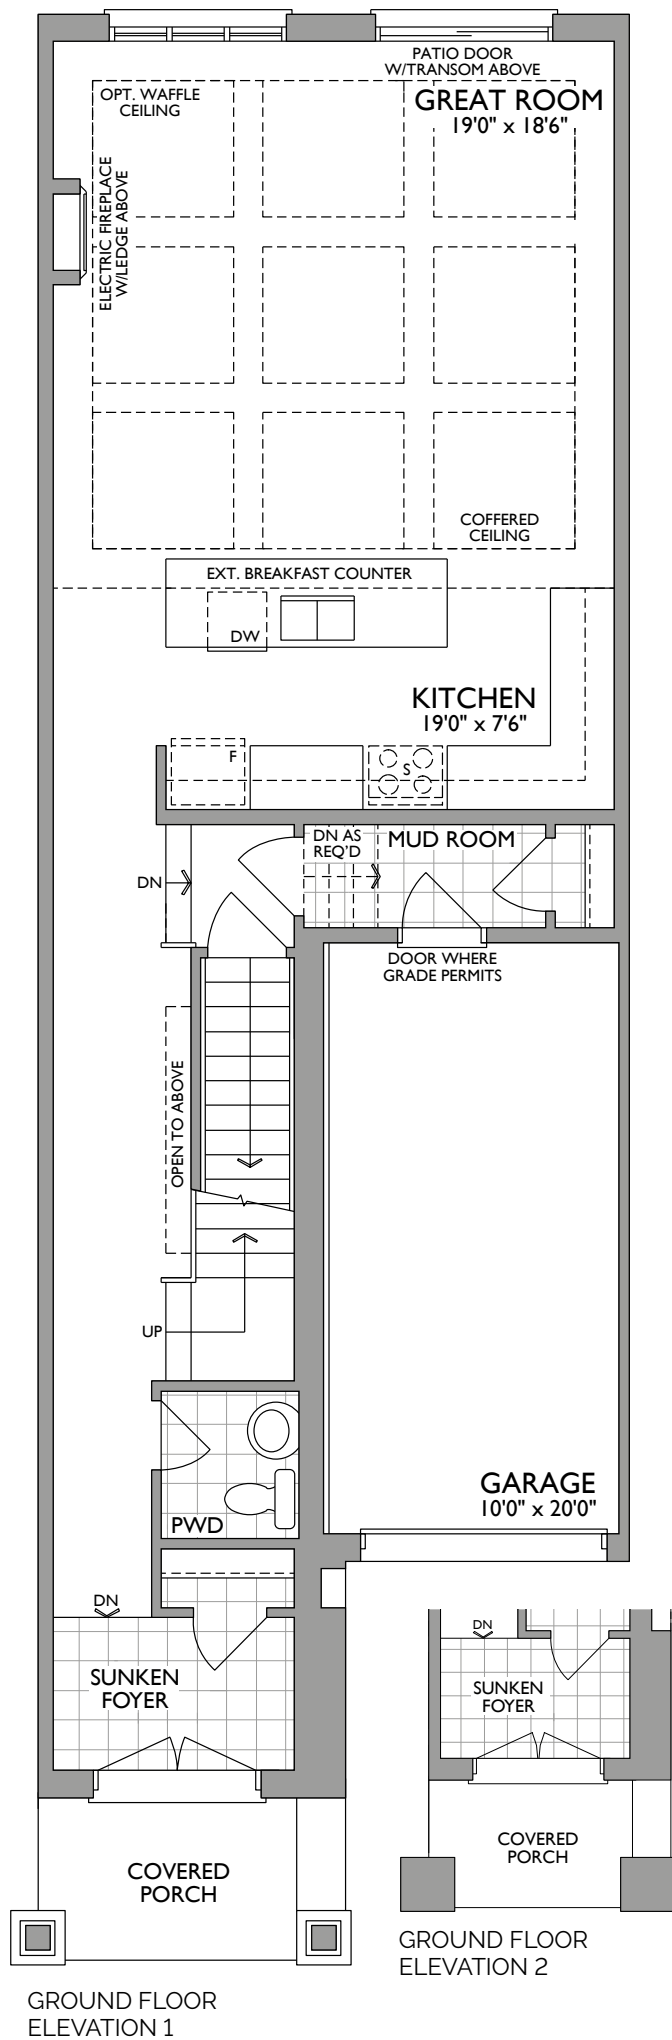 PATIO DOOR
W/TRANSOM ABOVE
OPT. WAFFLE
CEILING
GREAT ROOM
19'0" x 18'6"
ELECTRIC FIREPLACE
W/LEDGE ABOVE
COFFERED
CEILING
EXT. BREAKFAST COUNTER
DW
KITCHEN
19'0" x 7'6"
F
S
DN AS
REQ'D
MUD ROOM
DN
DOOR WHERE
GRADE PERMITS
OPEN TO ABOVE
UP
GARAGE
10'0" x 20'0"
PWD
DN
SUNKEN
FOYER
COVERED
PORCH
GROUND FLOOR
ELEVATION 1
DN
SUNKEN
FOYER
COVERED
PORCH
GROUND FLOOR
ELEVATION 2